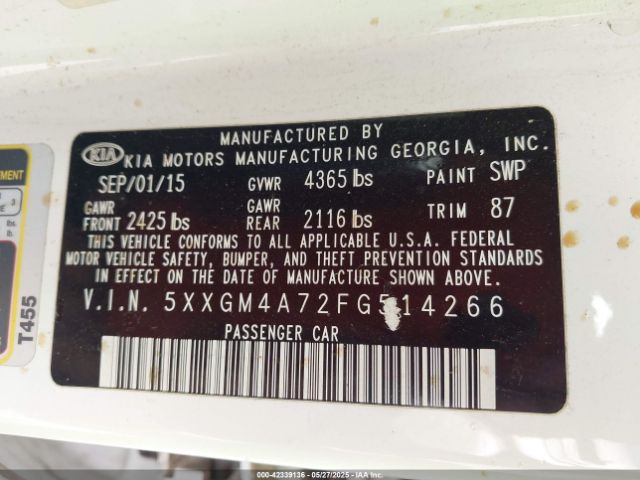 MANUFACTURED BY
KIA KIA MOTORS MANUFACTURING GEORGIA, INC.
SEP/01/15 GVWR 4365 lbs PAINT SWP
GAWR FRONT 2425 lbs GAWR REAR 2116 lbs TRIM 87
THIS VEHICLE CONFORMS TO ALL APPLICABLE U.S.A. FEDERAL
MOTOR VEHICLE SAFETY, BUMPER, AND THEFT PREVENTION STANDARDS
IN EFFECT ON THE DATE OF MANUFACTURE SHOWN ABOVE.
V.I.N. 5XXGM4A72FG514266
PASSENGER CAR
T455
000-42339136 - 05/27/2025 - IAA Inc.